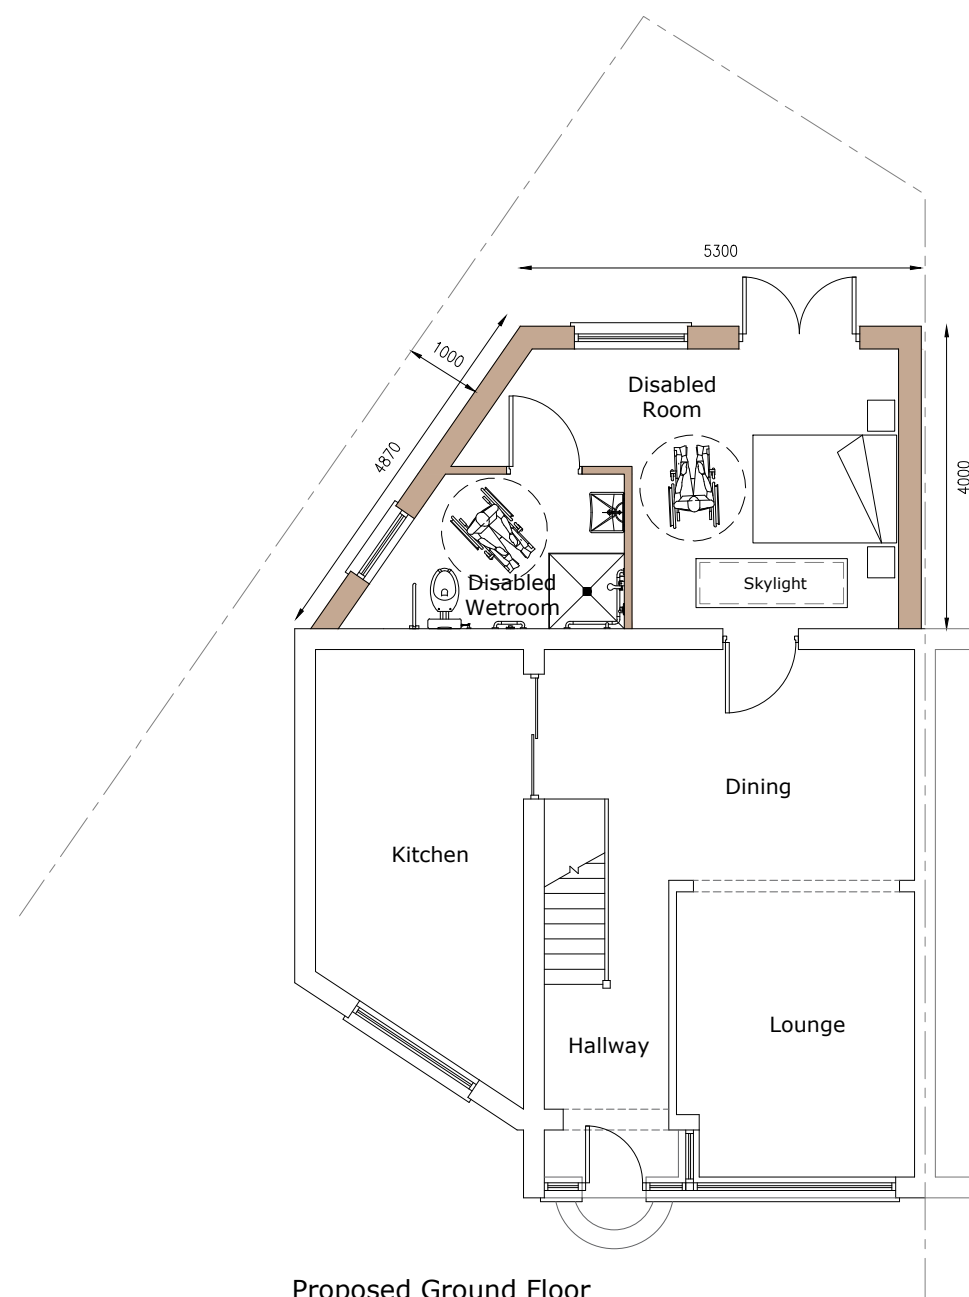 5300
1000
Disabled
Room
4870
4000
Disabled
Wetroom
Skylight
Dining
Kitchen
Lounge
Hallway
Proposed Ground Floor